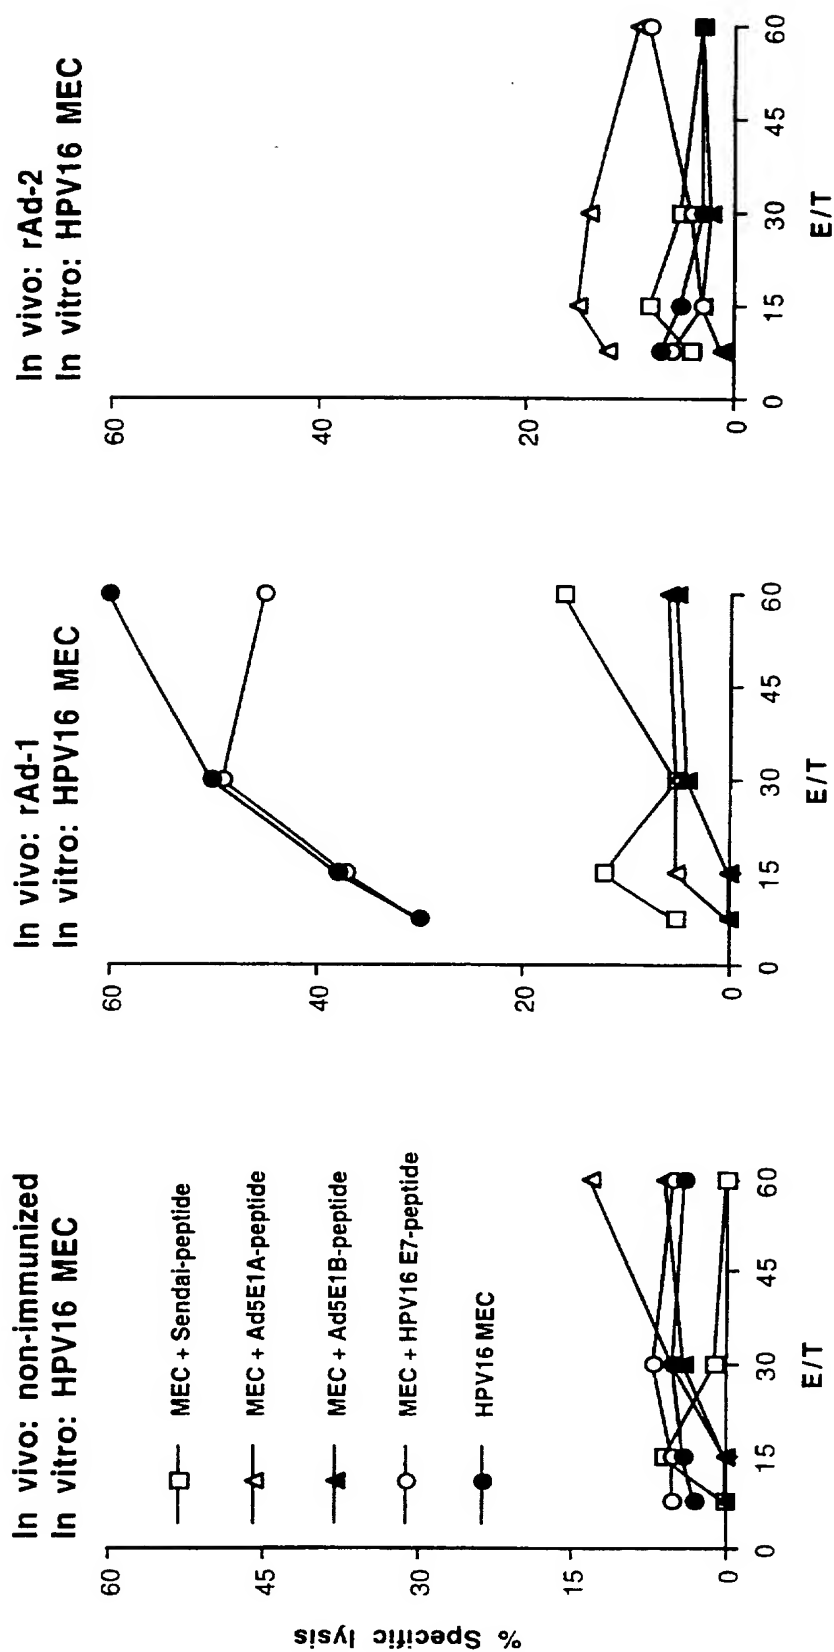 In vivo: non-immunized
In vitro: HPV16 MEC
% Specific lysis
60
45
30
15
0
MEC + Sendai-peptide
MEC + Ad5E1A-peptide
MEC + Ad5E1B-peptide
MEC + HPV16 E7-peptide
HPV16 MEC
0
15
30
45
60
E/T
In vivo: rAd-1
In vitro: HPV16 MEC
60
40
20
0
0
15
30
45
60
E/T
In vivo: rAd-2
In vitro: HPV16 MEC
60
40
20
0
0
15
30
45
60
E/T